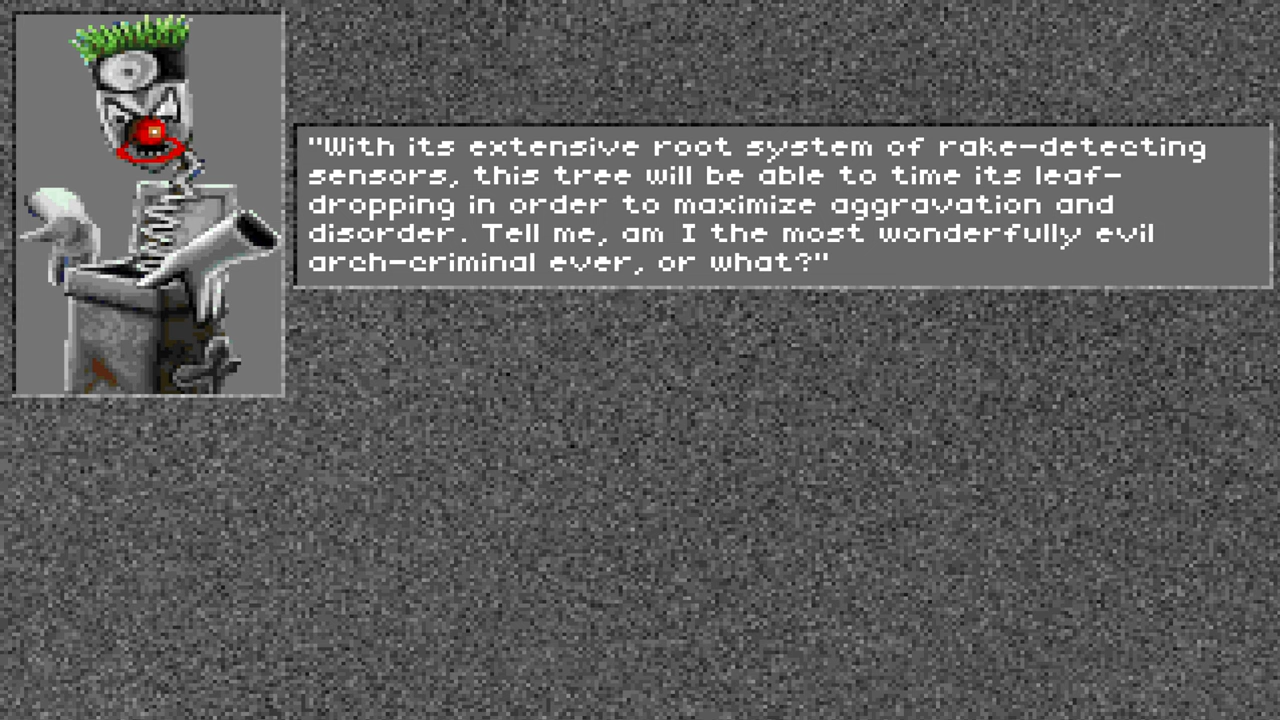 "With its extensive root system of rake-detecting
sensors, this tree will be able to time its leaf-
dropping in order to maximize aggravation and
disorder. Tell me, am I the most wonderfully evil
arch-criminal ever, or what?"